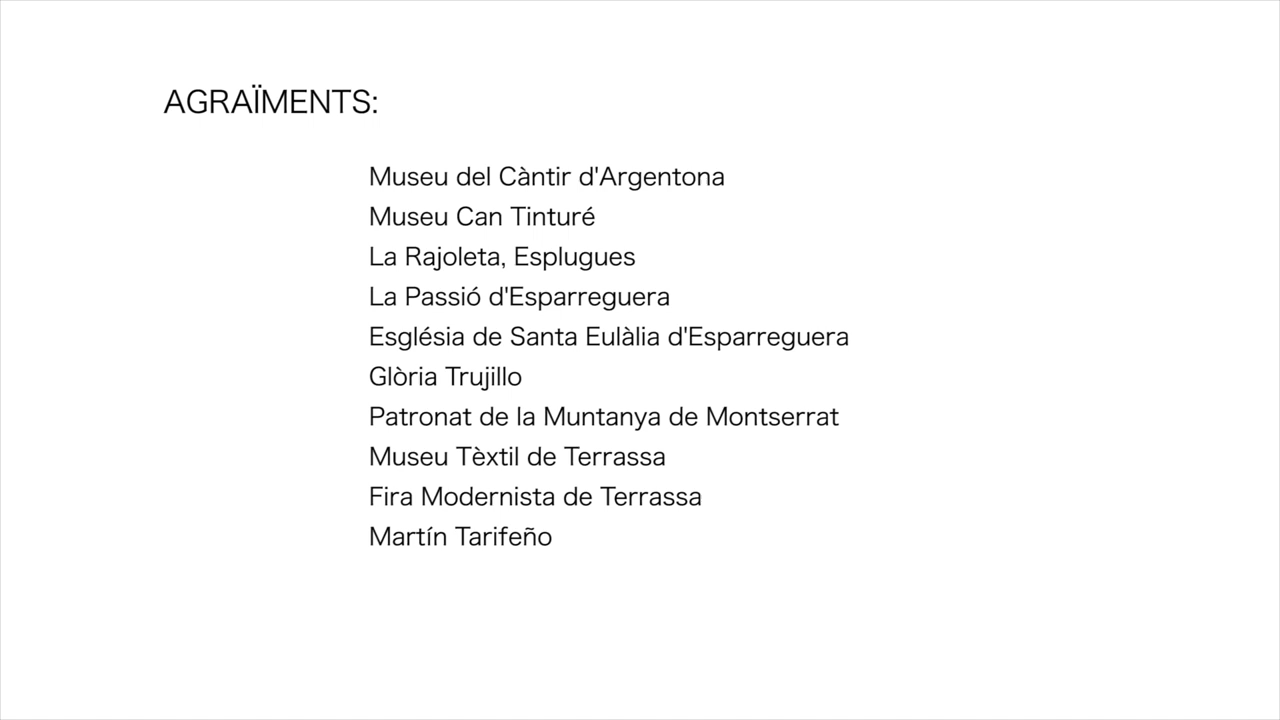 AGRAÏMENTS:
Museu del Càntir d'Argentona
Museu Can Tinturé
La Rajoleta, Esplugues
La Passió d'Esparreguera
Església de Santa Eulàlia d'Esparreguera
Glòria Trujillo
Patronat de la Muntanya de Montserrat
Museu Tèxtil de Terrassa
Fira Modernista de Terrassa
Martín Tarifeño